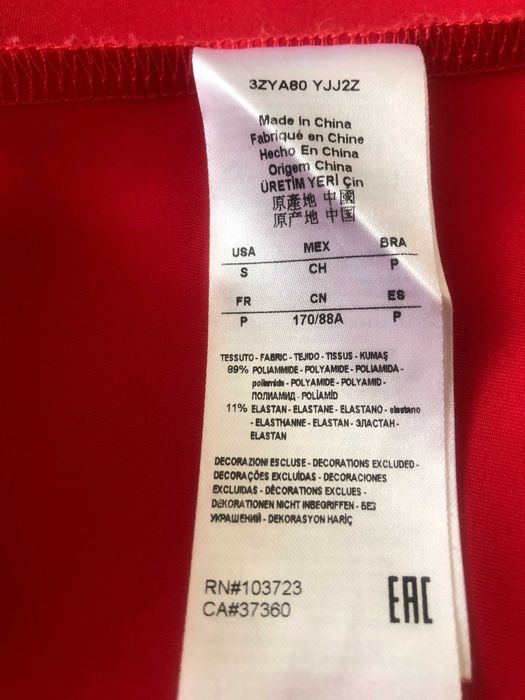 3ZYA80 YJJ2Z
Made in China
Fabriqué en Chine
Hecho En China
Origem China
ÜRETİM YERİ Çin
原產地 中國
原产地 中国
USA MEX BRA
S CH P
FR CN ES
P 170/88A P
TESSUTO - FABRIC - TEJIDO - TISSUS - KUMAŞ
89% POLIAMMIDE - POLYAMIDE - POLIAMIDA -
poliamida - POLYAMIDE - POLYAMID -
ПОЛИАМИД - POLİAMİD
11% ELASTAN - ELASTANE - ELASTANO - elastano
- ELASTHANNE - ELASTAN - ЭЛАСТАН -
ELASTAN
DECORAZIONI ESCLUSE - DECORATIONS EXCLUDED -
DECORAÇÕES EXCLUÍDAS - DECORACIONES
EXCLUIDAS - DÉCORATIONS EXCLUES -
DEKORATIONEN NICHT INBEGRIFFEN - БЕЗ
УКРАШЕНИЙ - DEKORASYON HARİÇ
RN#103723
CA#37360
EAC